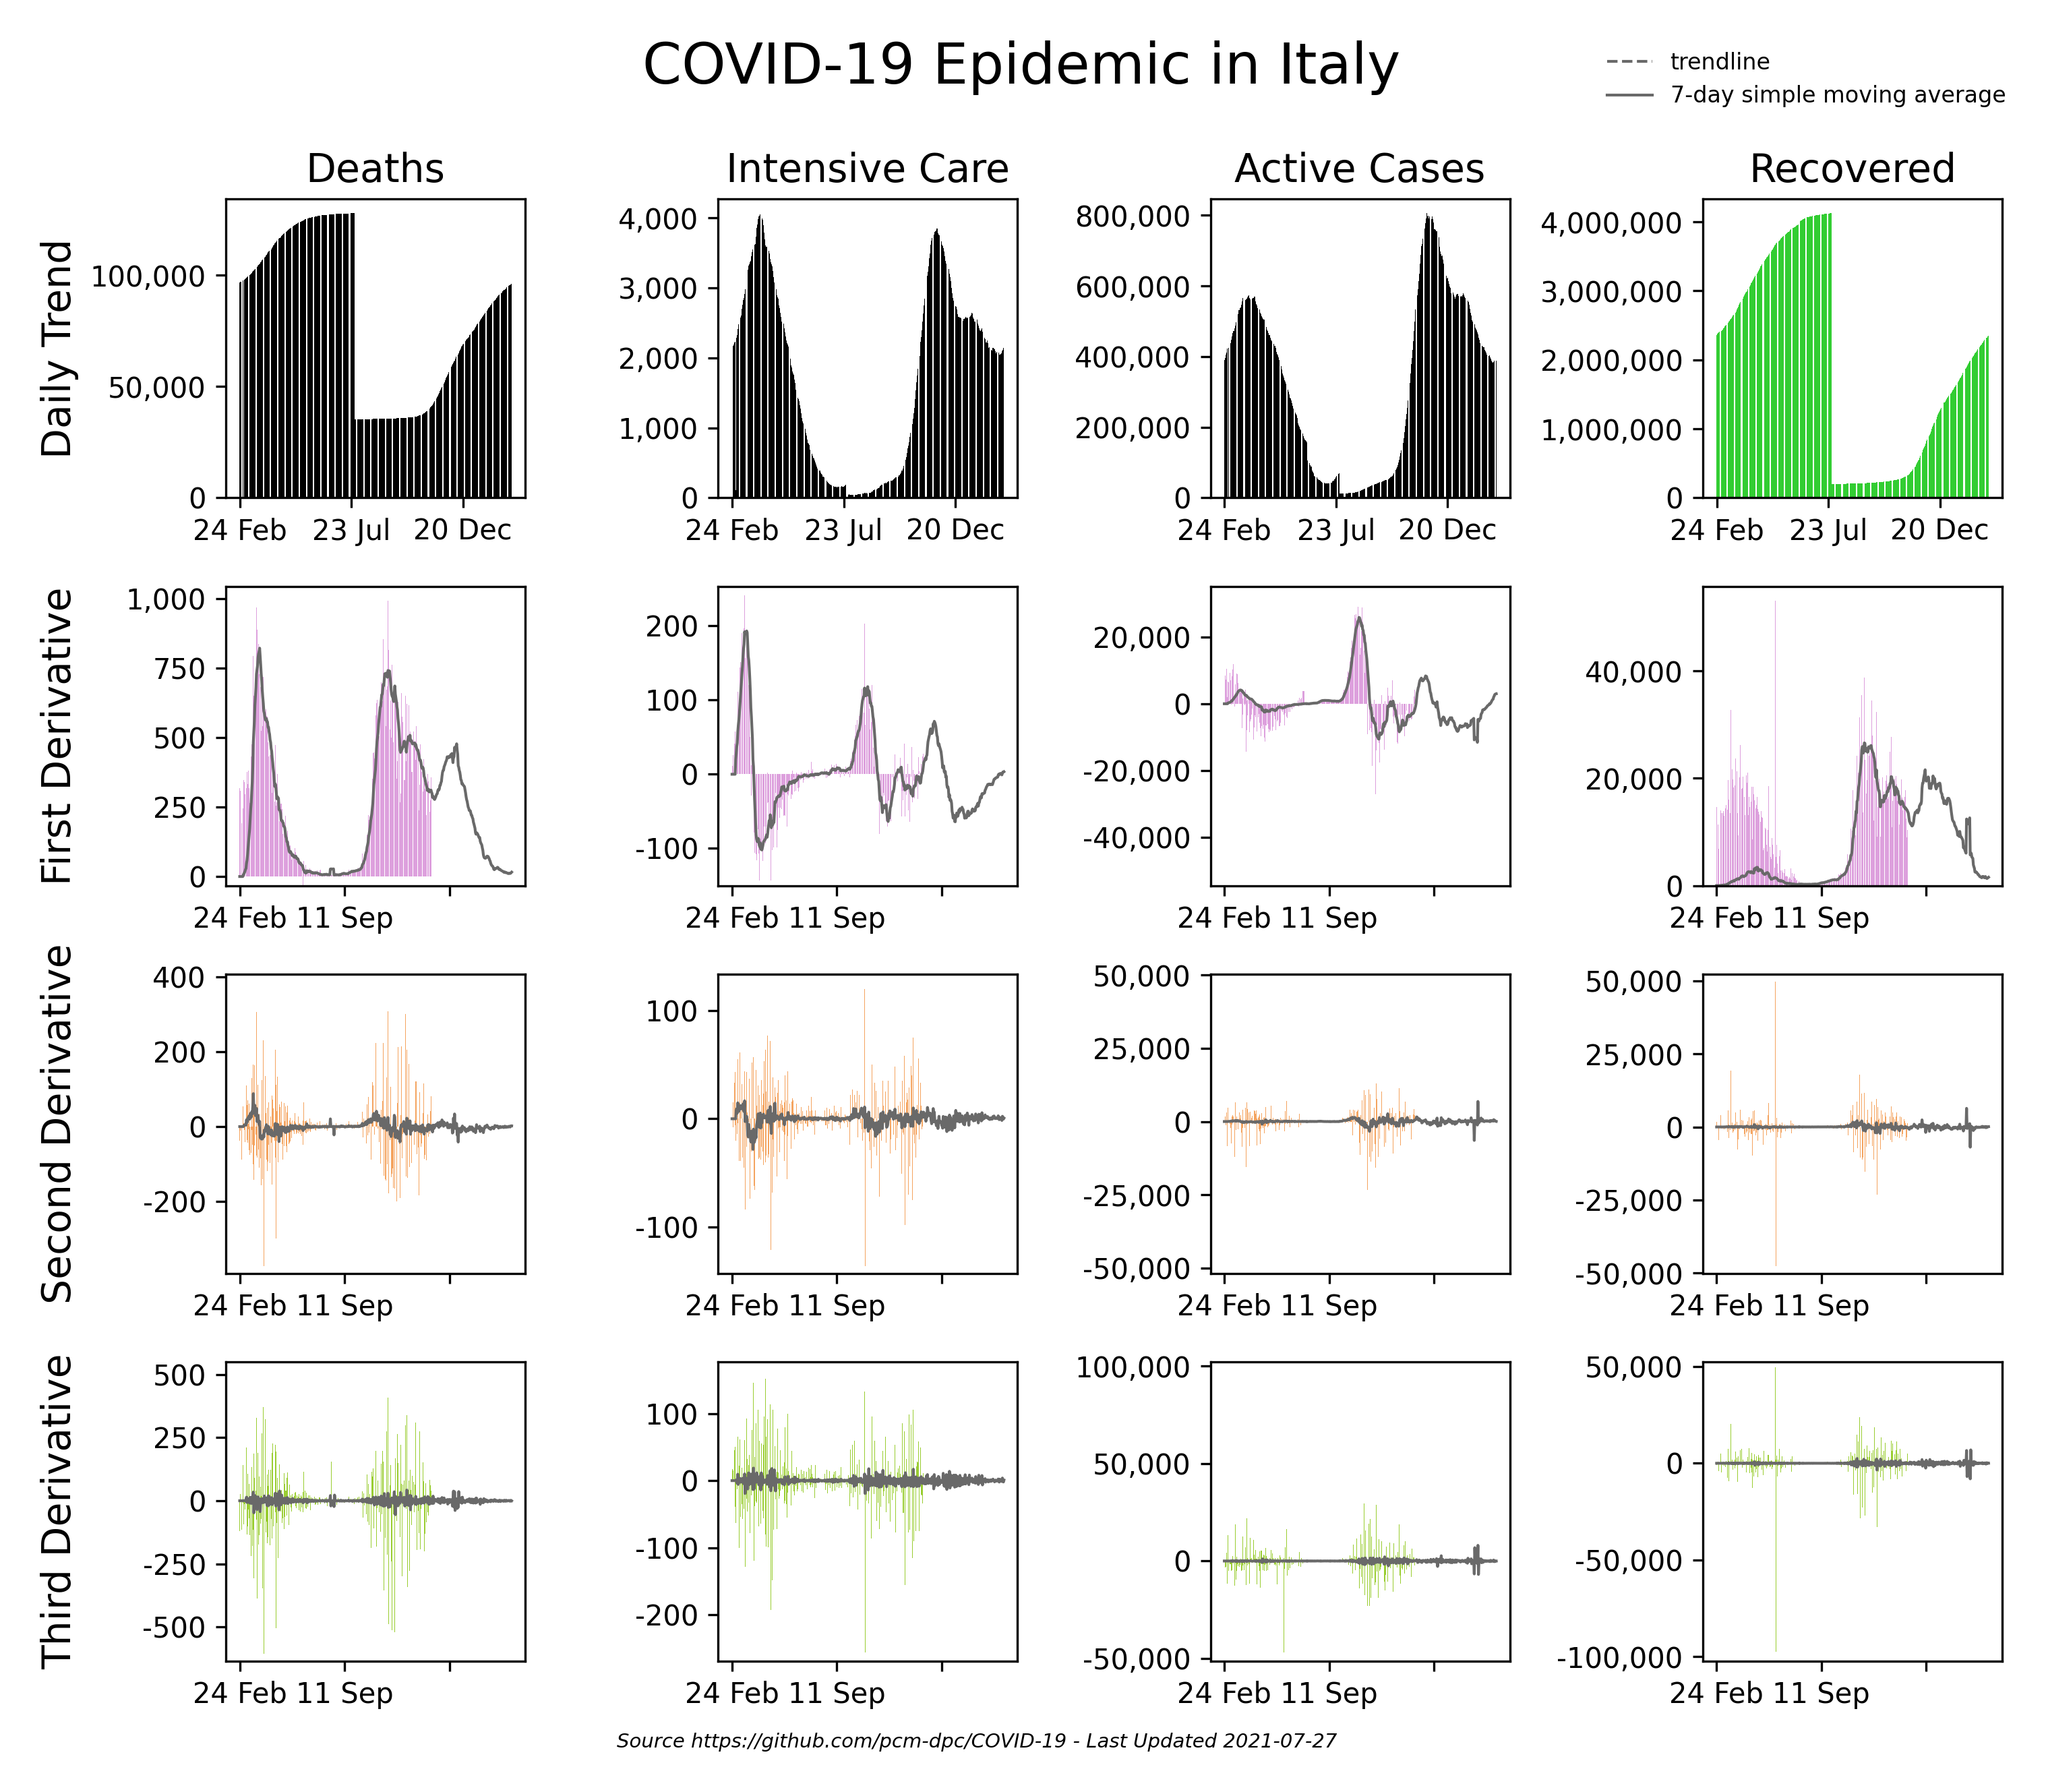 COVID-19 Epidemic in Italy
trendline
7-day simple moving average
Deaths
Intensive Care
Active Cases
Recovered
Daily Trend
100,000
50,000
0
24 Feb 23 Jul 20 Dec
4,000
3,000
2,000
1,000
0
24 Feb 23 Jul 20 Dec
800,000
600,000
400,000
200,000
0
24 Feb 23 Jul 20 Dec
4,000,000
3,000,000
2,000,000
1,000,000
0
24 Feb 23 Jul 20 Dec
First Derivative
1,000
750
500
250
0
24 Feb 11 Sep
200
100
0
-100
24 Feb 11 Sep
20,000
0
-20,000
-40,000
24 Feb 11 Sep
40,000
20,000
0
24 Feb 11 Sep
Second Derivative
400
200
0
-200
24 Feb 11 Sep
100
0
-100
24 Feb 11 Sep
50,000
25,000
0
-25,000
-50,000
24 Feb 11 Sep
50,000
25,000
0
-25,000
-50,000
24 Feb 11 Sep
Third Derivative
500
250
0
-250
-500
24 Feb 11 Sep
100
0
-100
-200
24 Feb 11 Sep
100,000
50,000
0
-50,000
24 Feb 11 Sep
50,000
0
-50,000
-100,000
24 Feb 11 Sep
Source https://github.com/pcm-dpc/COVID-19 - Last Updated 2021-07-27